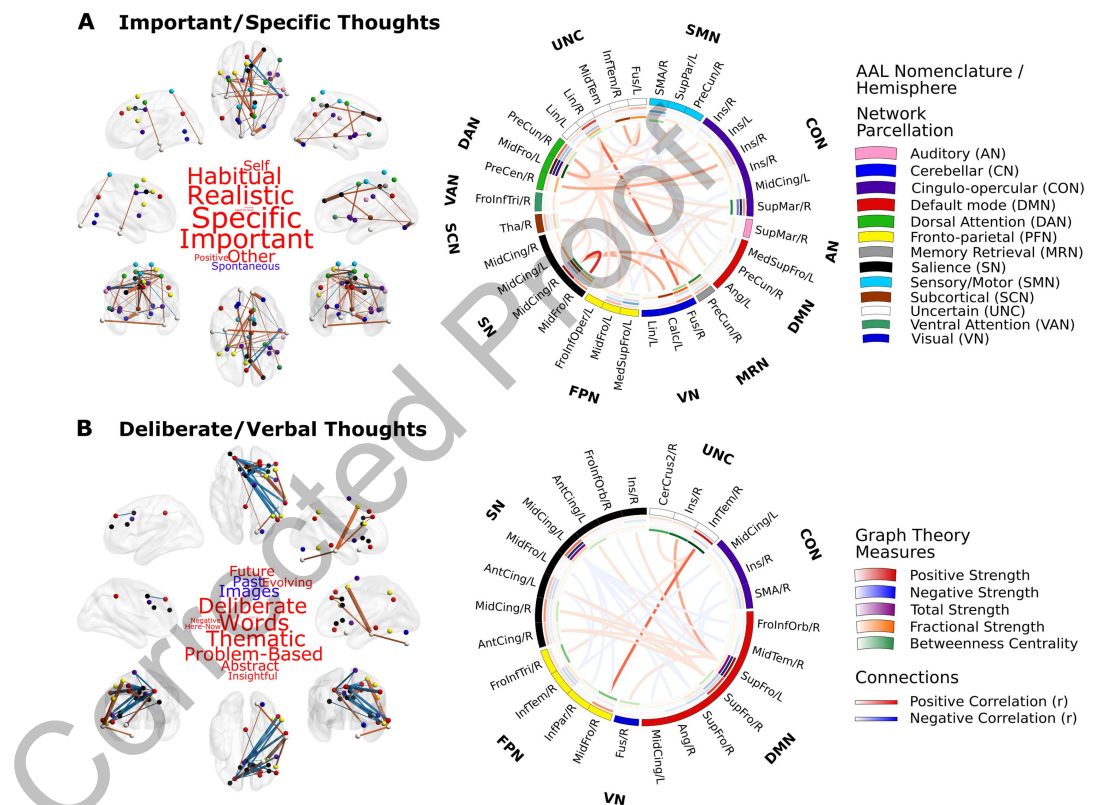 A Important/Specific Thoughts
Self
Habitual
Realistic
Specific
Important
Positive Other
Spontaneous
UNC
SMN
CON
AN
DMN
MRN
VN
FPN
SN
SCN
VAN
DAN
SMA/R
SupPar/L
PreCun/R
Ins/R
Ins/L
Ins/R
Ins/R
MidCing/L
SupMar/R
SupMar/R
MedSupFro/L
PreCun/R
Ang/L
PreCun/R
Fus/R
Calc/L
Lin/L
MedSupFro/L
MidFro/L
FroInfOper/L
MidFro/R
MidCing/R
MidCing/L
MidCing/R
Tha/R
FroInfTri/R
PreCen/R
MidFro/L
PreCun/R
Lin/L
Lin/R
MidTem
InfTem/R
Fus/L
AAL Nomenclature /
Hemisphere
Network
Parcellation
Auditory (AN)
Cerebellar (CN)
Cingulo-opercular (CON)
Default mode (DMN)
Dorsal Attention (DAN)
Fronto-parietal (PFN)
Memory Retrieval (MRN)
Salience (SN)
Sensory/Motor (SMN)
Subcortical (SCN)
Uncertain (UNC)
Ventral Attention (VAN)
Visual (VN)
B Deliberate/Verbal Thoughts
Future
Past Evolving
Images
Deliberate
Negative
Here-Now
Words
Thematic
Problem-Based
Abstract
Insightful
UNC
CON
DMN
VN
FPN
SN
CerCrus2/R
Ins/R
InfTem/R
MidCing/L
Ins/R
SMA/R
FroInfOrb/R
MidTem/R
SupFro/L
SupFro/R
SupFro/R
Ang/R
MidCing/L
Fus/R
MidFro/R
InfPar/R
InfTem/R
FroInfTri/R
AntCing/R
MidCing/R
AntCing/L
MidFro/L
MidCing/L
AntCing/L
FroInfOrb/R
Ins/R
Graph Theory
Measures
Positive Strength
Negative Strength
Total Strength
Fractional Strength
Betweenness Centrality
Connections
Positive Correlation (r)
Negative Correlation (r)
Corrected Proof